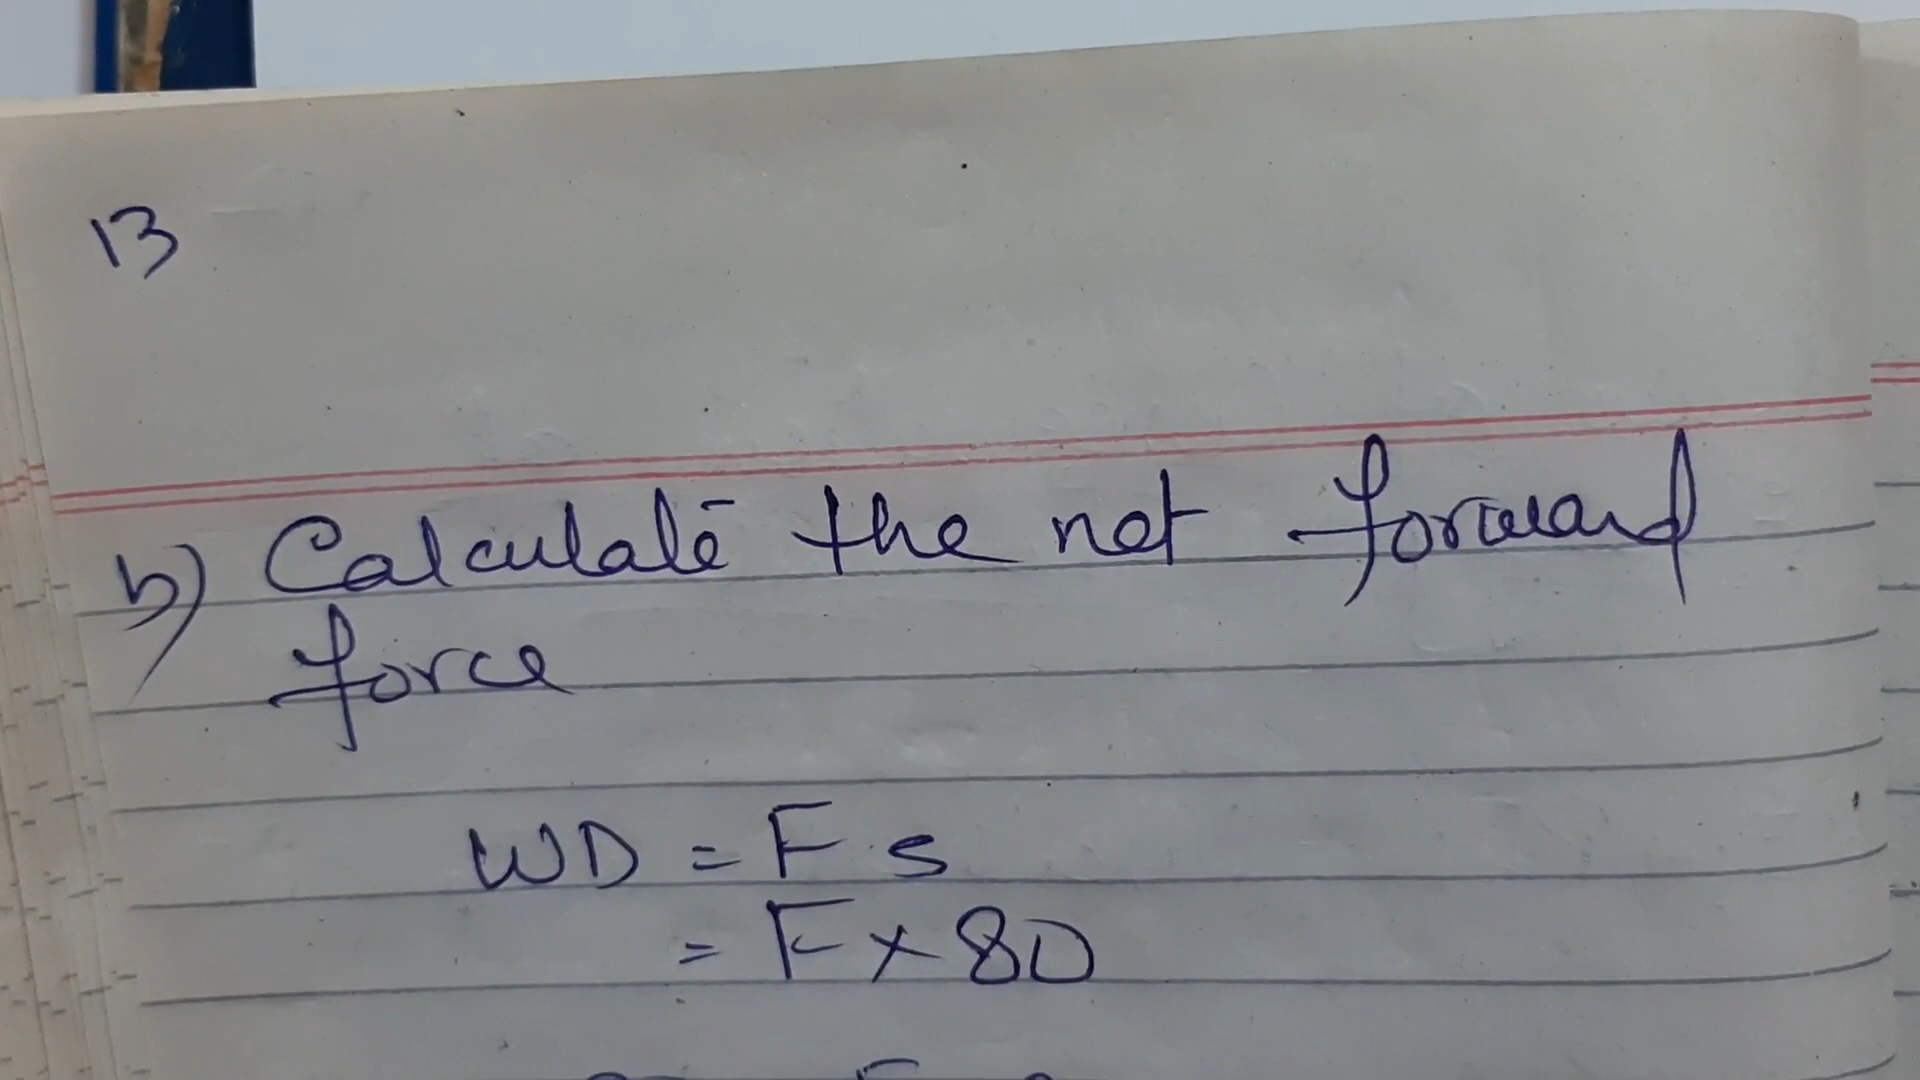 13
b) Calculate the net forward
force
WD = F s
= F x 80